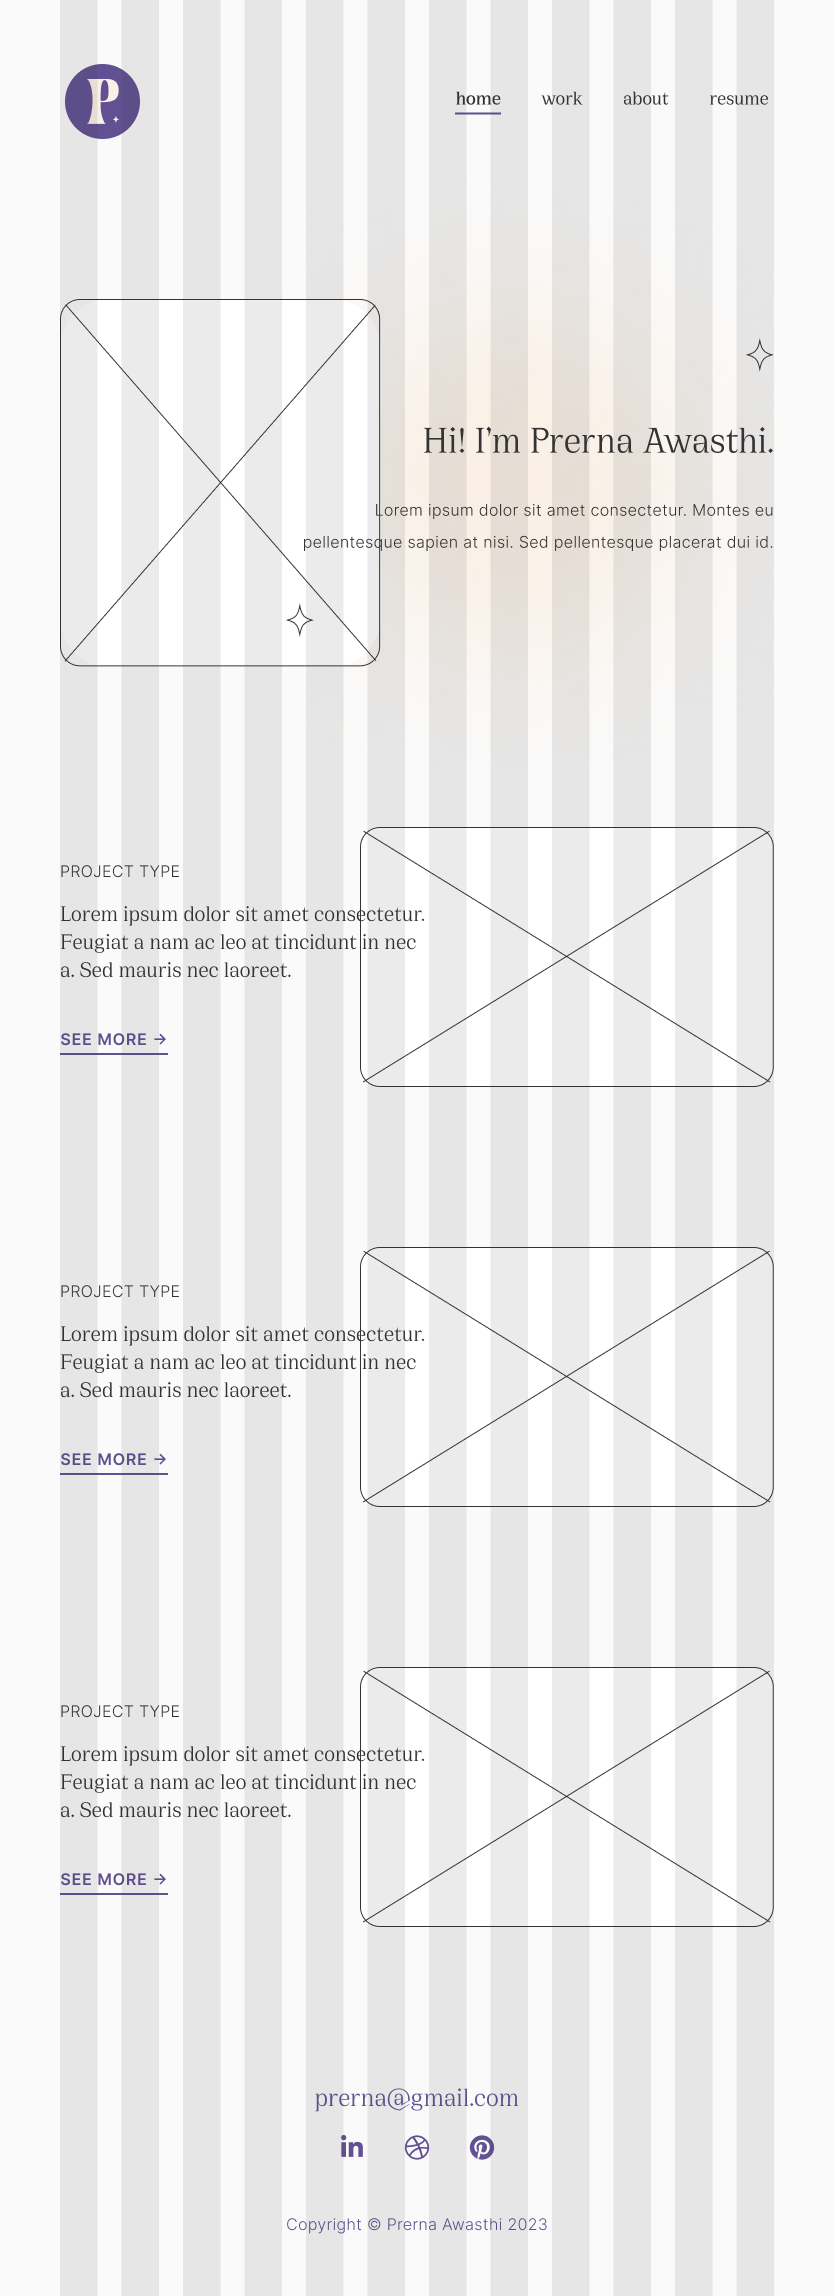 P
home work about resume
Hi! I'm Prerna Awasthi.
Lorem ipsum dolor sit amet consectetur. Montes eu
pellentesque sapien at nisi. Sed pellentesque placerat dui id.
PROJECT TYPE
Lorem ipsum dolor sit amet consectetur.
Feugiat a nam ac leo at tincidunt in nec
a. Sed mauris nec laoreet.
SEE MORE →
PROJECT TYPE
Lorem ipsum dolor sit amet consectetur.
Feugiat a nam ac leo at tincidunt in nec
a. Sed mauris nec laoreet.
SEE MORE →
PROJECT TYPE
Lorem ipsum dolor sit amet consectetur.
Feugiat a nam ac leo at tincidunt in nec
a. Sed mauris nec laoreet.
SEE MORE →
prerna@gmail.com
in
Copyright © Prerna Awasthi 2023